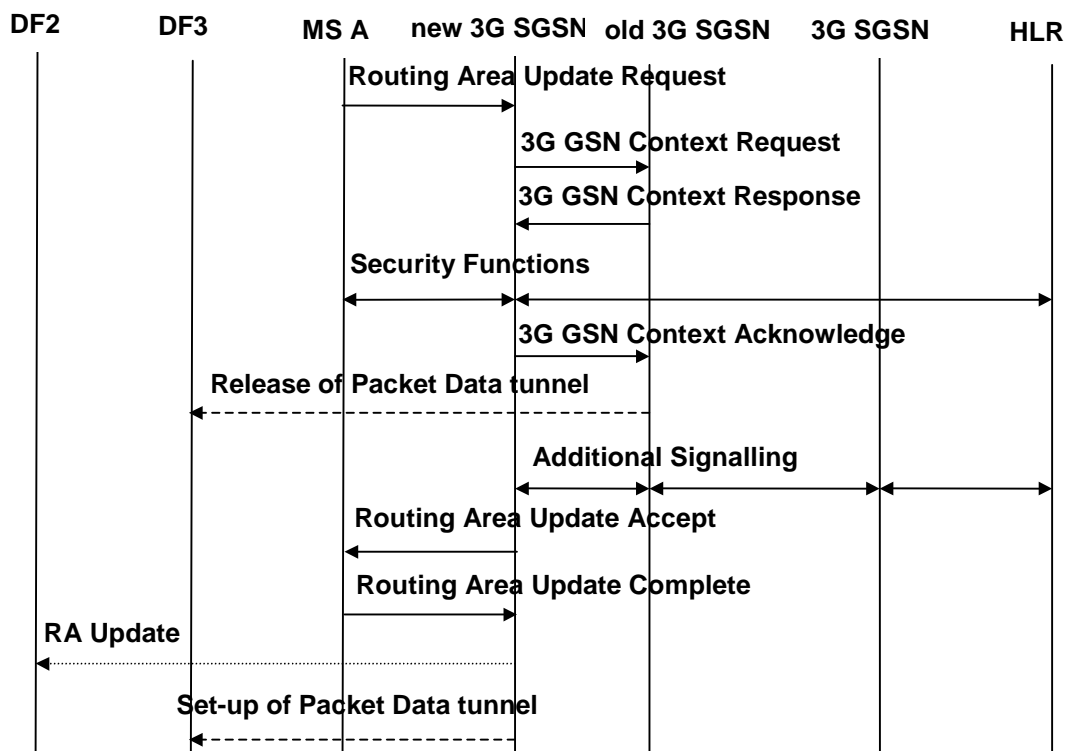 DF2 DF3 MS A new 3G SGSN old 3G SGSN 3G SGSN HLR
Routing Area Update Request
3G GSN Context Request
3G GSN Context Response
Security Functions
3G GSN Context Acknowledge
Release of Packet Data tunnel
Additional Signalling
Routing Area Update Accept
Routing Area Update Complete
RA Update
Set-up of Packet Data tunnel